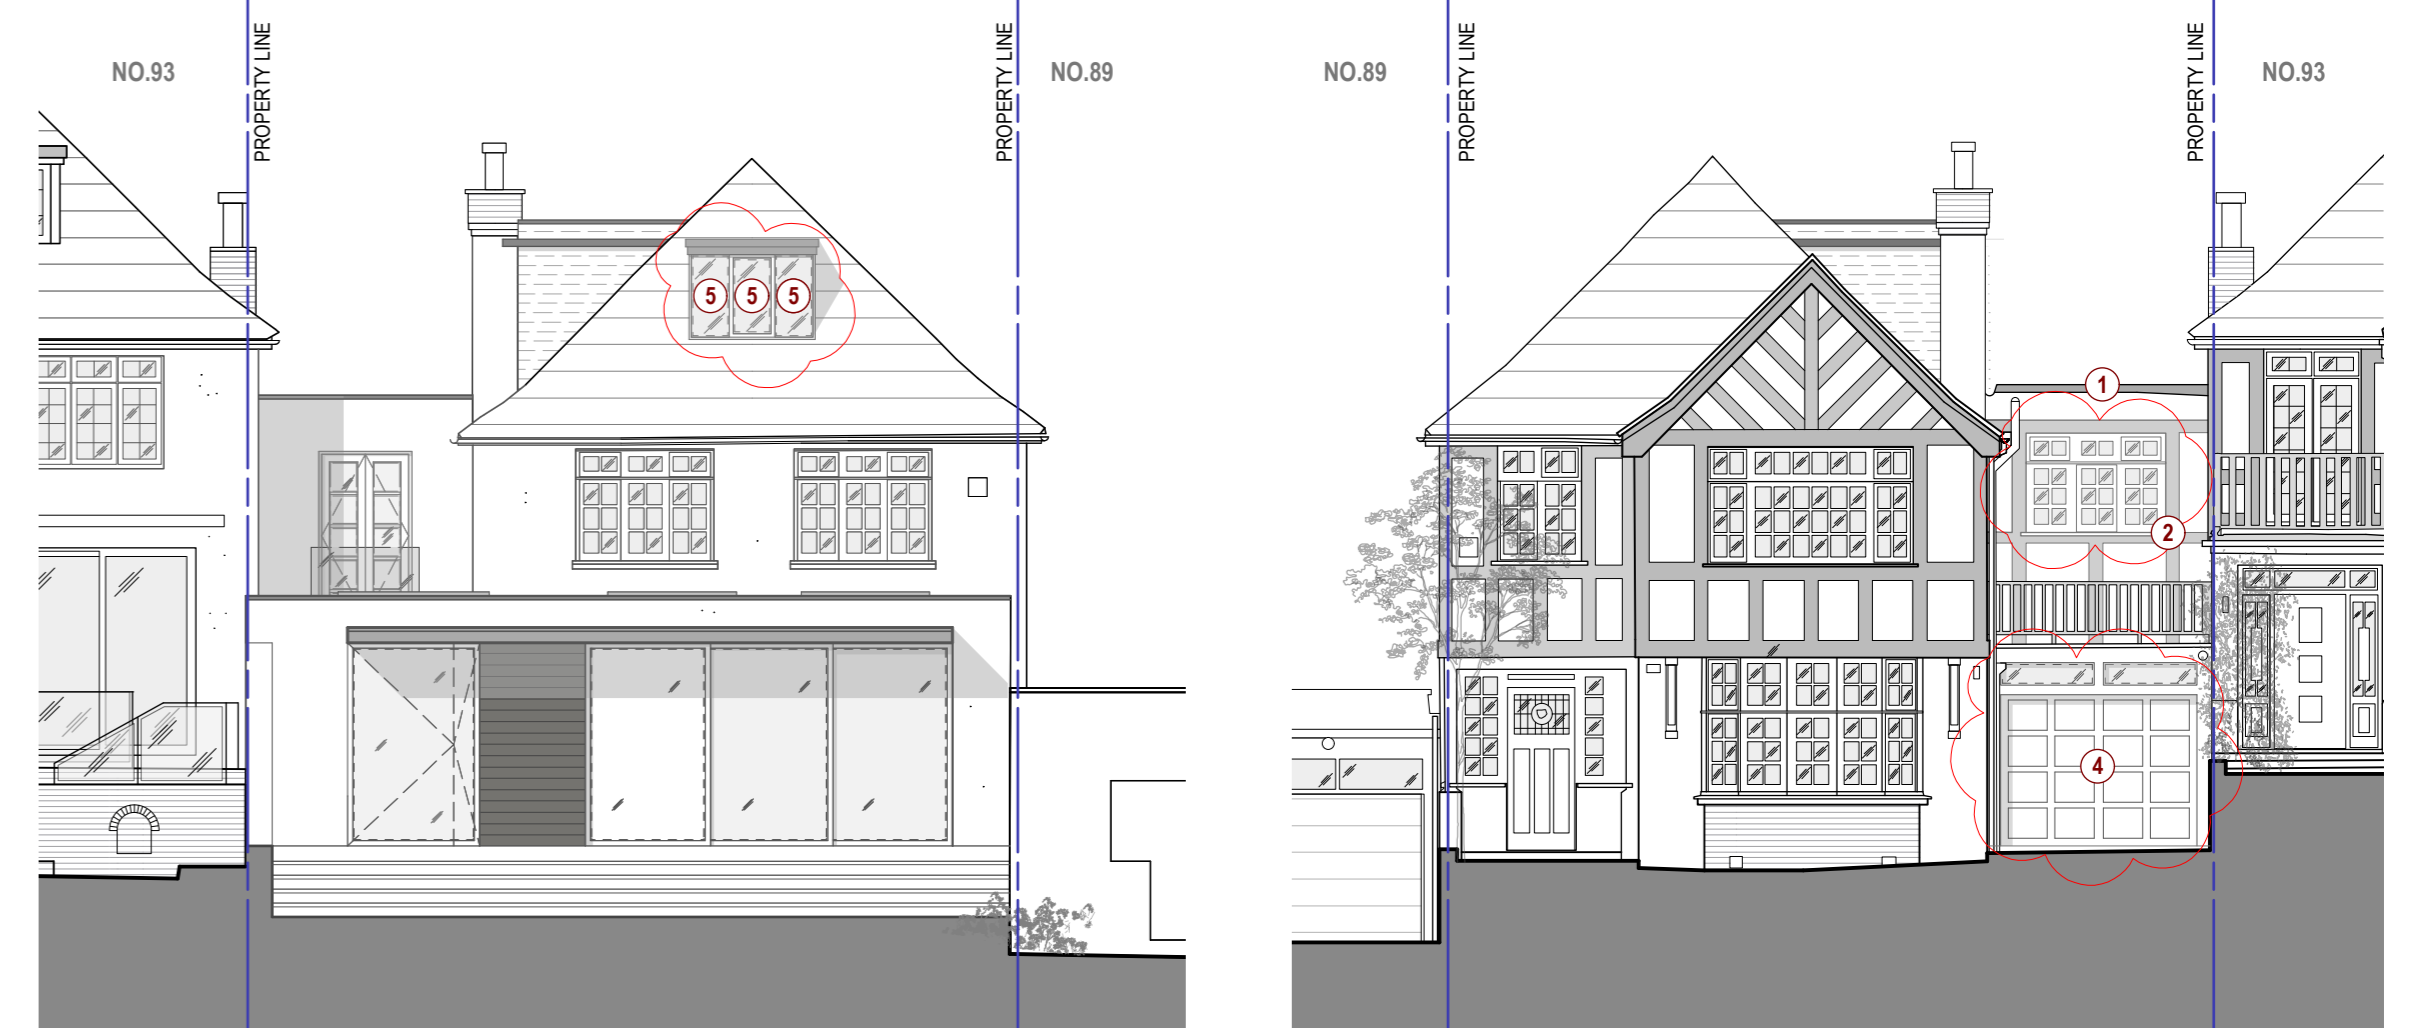 NO.93
PROPERTY LINE
PROPERTY LINE
NO.89
5 5 5
NO.89
PROPERTY LINE
PROPERTY LINE
NO.93
1
2
4